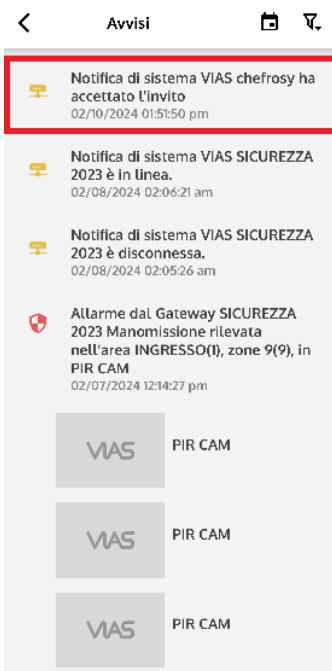 Avvisi
Notifica di sistema VIAS chefrosy ha
accettato l'invito
02/10/2024 01:51:50 pm
Notifica di sistema VIAS SICUREZZA
2023 è in linea.
02/08/2024 02:06:21 am
Notifica di sistema VIAS SICUREZZA
2023 è disconnessa.
02/08/2024 02:05:26 am
Allarme dal Gateway SICUREZZA
2023 Manomissione rilevata
nell'area INGRESSO(1), zone 9(9), in
PIR CAM
02/07/2024 12:14:27 pm
VIAS PIR CAM
VIAS PIR CAM
VIAS PIR CAM